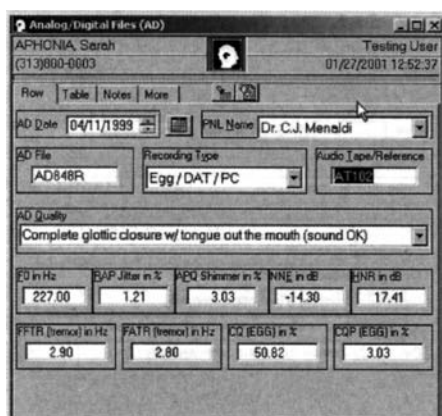 Analog/Digital Files (AD)
APHONIA, Sarah Testing User
(313)800-0003 01/27/2001 12:52:37
Row Table Notes More
AD Date 04/11/1999 PNL Name Dr. C.J. Menaldi
AD File Recording Type Audio Tape/Reference
AD848R Egg / DAT / PC AT102
AD Quality
Complete glottic closure w/ tongue out the mouth (sound OK)
F0 in Hz RAP Jitter in % APQ Shimmer in % NNE in dB HNR in dB
227.00 1.21 3.03 -14.30 17.41
FFTR (tremor) in Hz FATR (tremor) in Hz CQ (EGG) in % CQP (EGG) in %
2.90 2.80 50.82 3.03